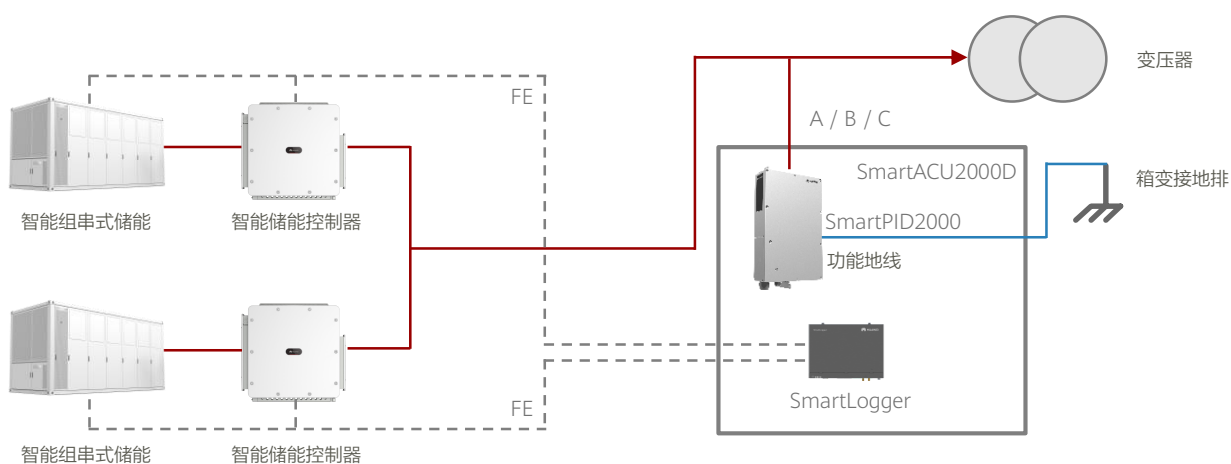 变压器
FE
A / B / C
SmartACU2000D
箱变接地排
智能组串式储能
智能储能控制器
SmartPID2000
功能地线
SmartLogger
FE
智能组串式储能
智能储能控制器